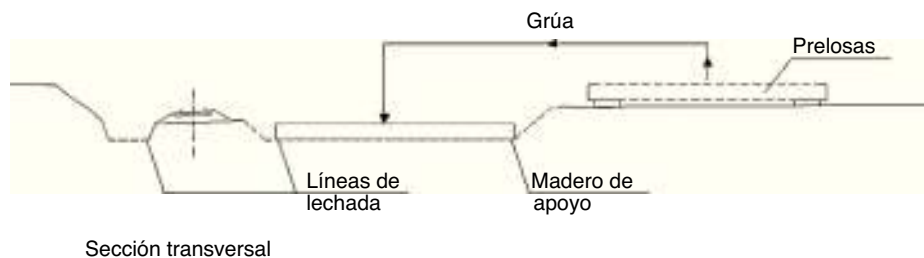 Grúa
Prelosas
Líneas de
lechada
Madero de
apoyo
Sección transversal